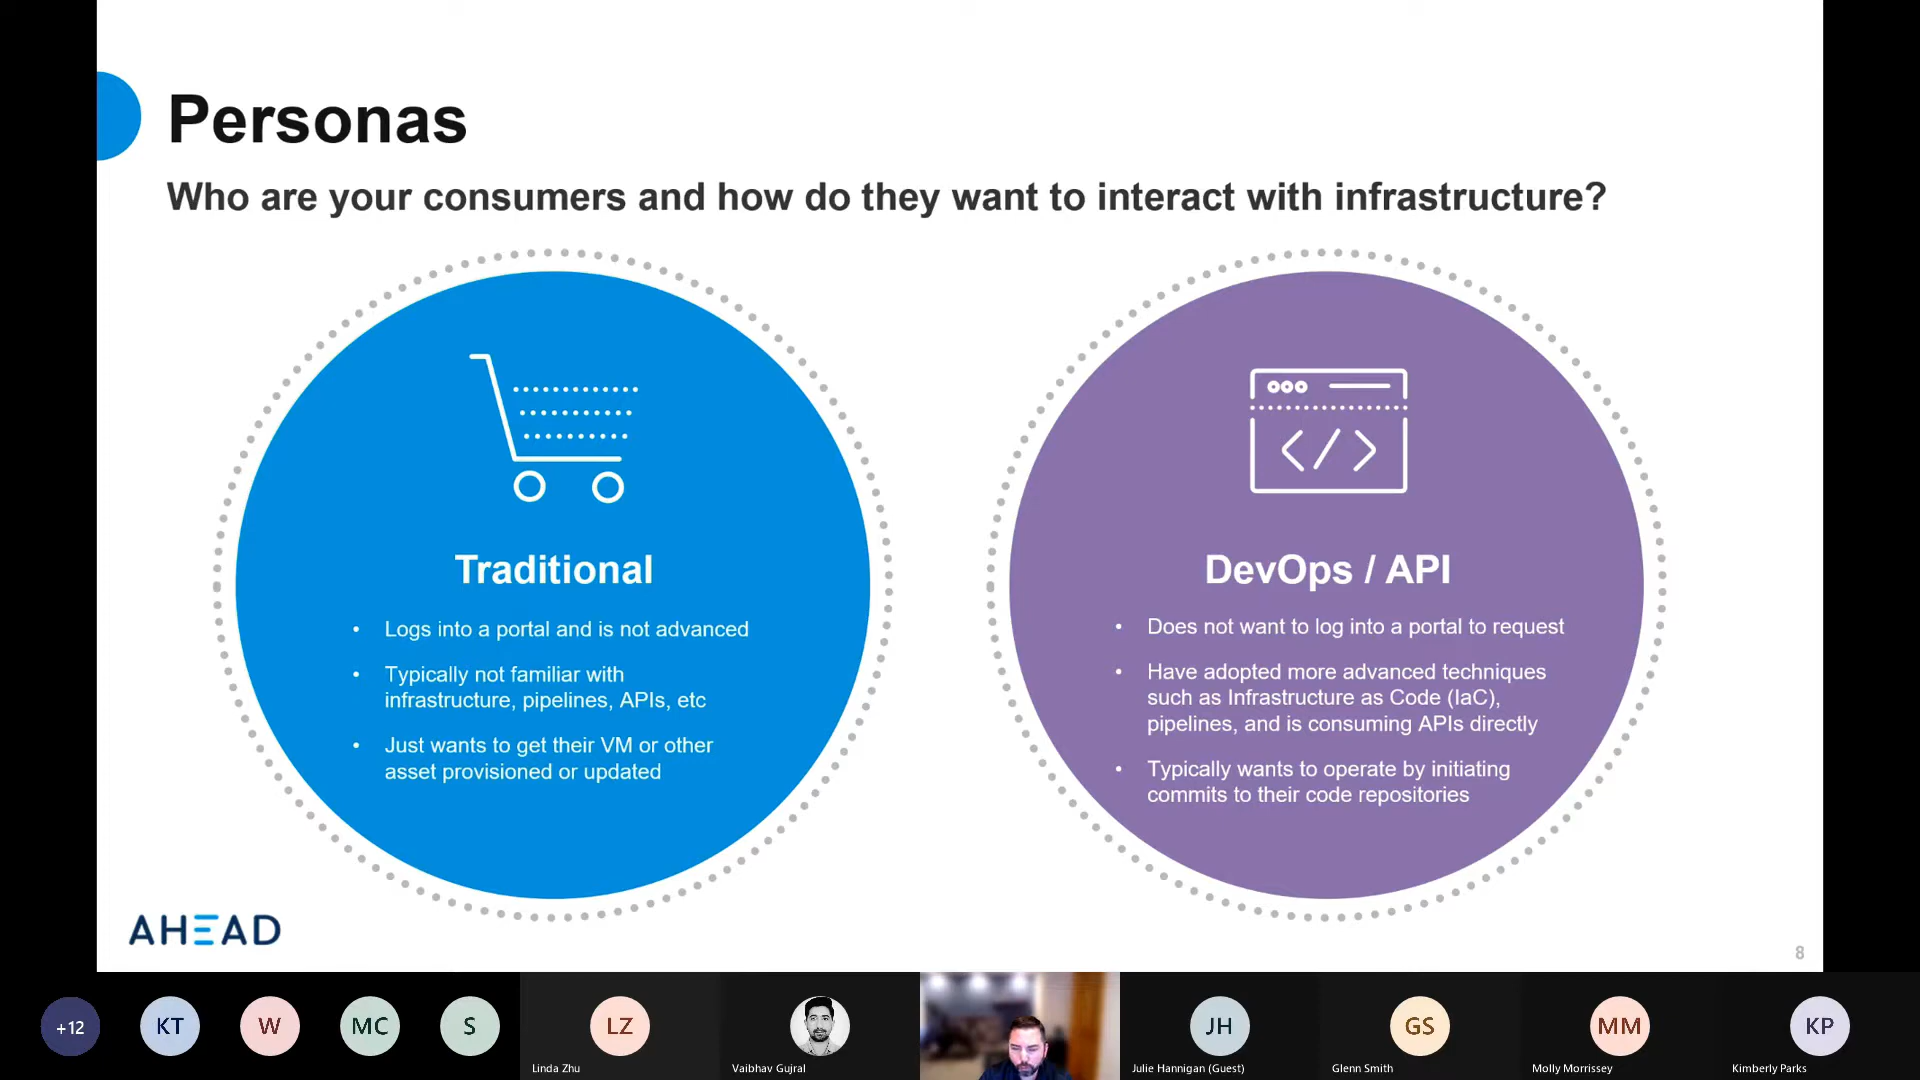 Personas
Who are your consumers and how do they want to interact with infrastructure?
</>
Traditional
• Logs into a portal and is not advanced
• Typically not familiar with
infrastructure, pipelines, APIs, etc
• Just wants to get their VM or other
asset provisioned or updated
DevOps / API
• Does not want to log into a portal to request
• Have adopted more advanced techniques
such as Infrastructure as Code (IaC),
pipelines, and is consuming APIs directly
• Typically wants to operate by initiating
commits to their code repositories
AHEAD
8
+12
KT
W
MC
S
LZ
JH
GS
MM
KP
Linda Zhu
Vaibhav Gujral
Julie Hannigan (Guest)
Glenn Smith
Molly Morrissey
Kimberly Parks